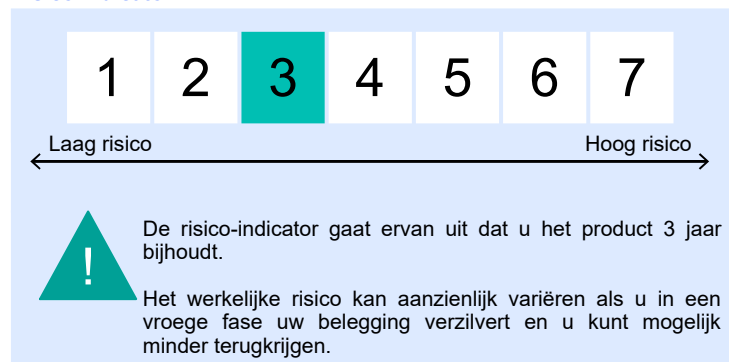 1 2 3 4 5 6 7
Laag risico Hoog risico
!
De risico-indicator gaat ervan uit dat u het product 3 jaar
bijhoudt.
Het werkelijke risico kan aanzienlijk variëren als u in een
vroege fase uw belegging verzilvert en u kunt mogelijk
minder terugkrijgen.